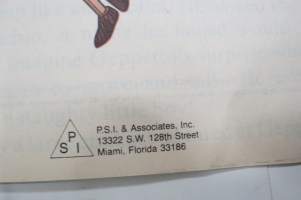 P
S I
P.S.I. & Associates, Inc.
13322 S.W. 128th Street
Miami, Florida 33186